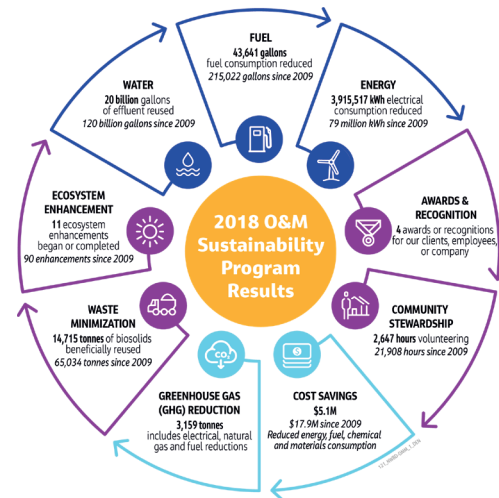 FUEL
43,641 gallons
fuel consumption reduced
215,022 gallons since 2009
ENERGY
3,915,517 kWh electrical
consumption reduced
79 million kWh since 2009
AWARDS &
RECOGNITION
4 awards or recognitions
for our clients, employees,
or company
COMMUNITY
STEWARDSHIP
2,647 hours volunteering
21,908 hours since 2009
COST SAVINGS
$5.1M
$17.9M since 2009
Reduced energy, fuel, chemical
and materials consumption
GREENHOUSE GAS
(GHG) REDUCTION
3,159 tonnes
includes electrical, natural
gas and fuel reductions
CO2
WASTE
MINIMIZATION
14,715 tonnes of biosolids
beneficially reused
65,034 tonnes since 2009
ECOSYSTEM
ENHANCEMENT
11 ecosystem
enhancements
began or completed
90 enhancements since 2009
WATER
20 billion gallons
of effluent reused
120 billion gallons since 2009
2018 O&M
Sustainability
Program
Results